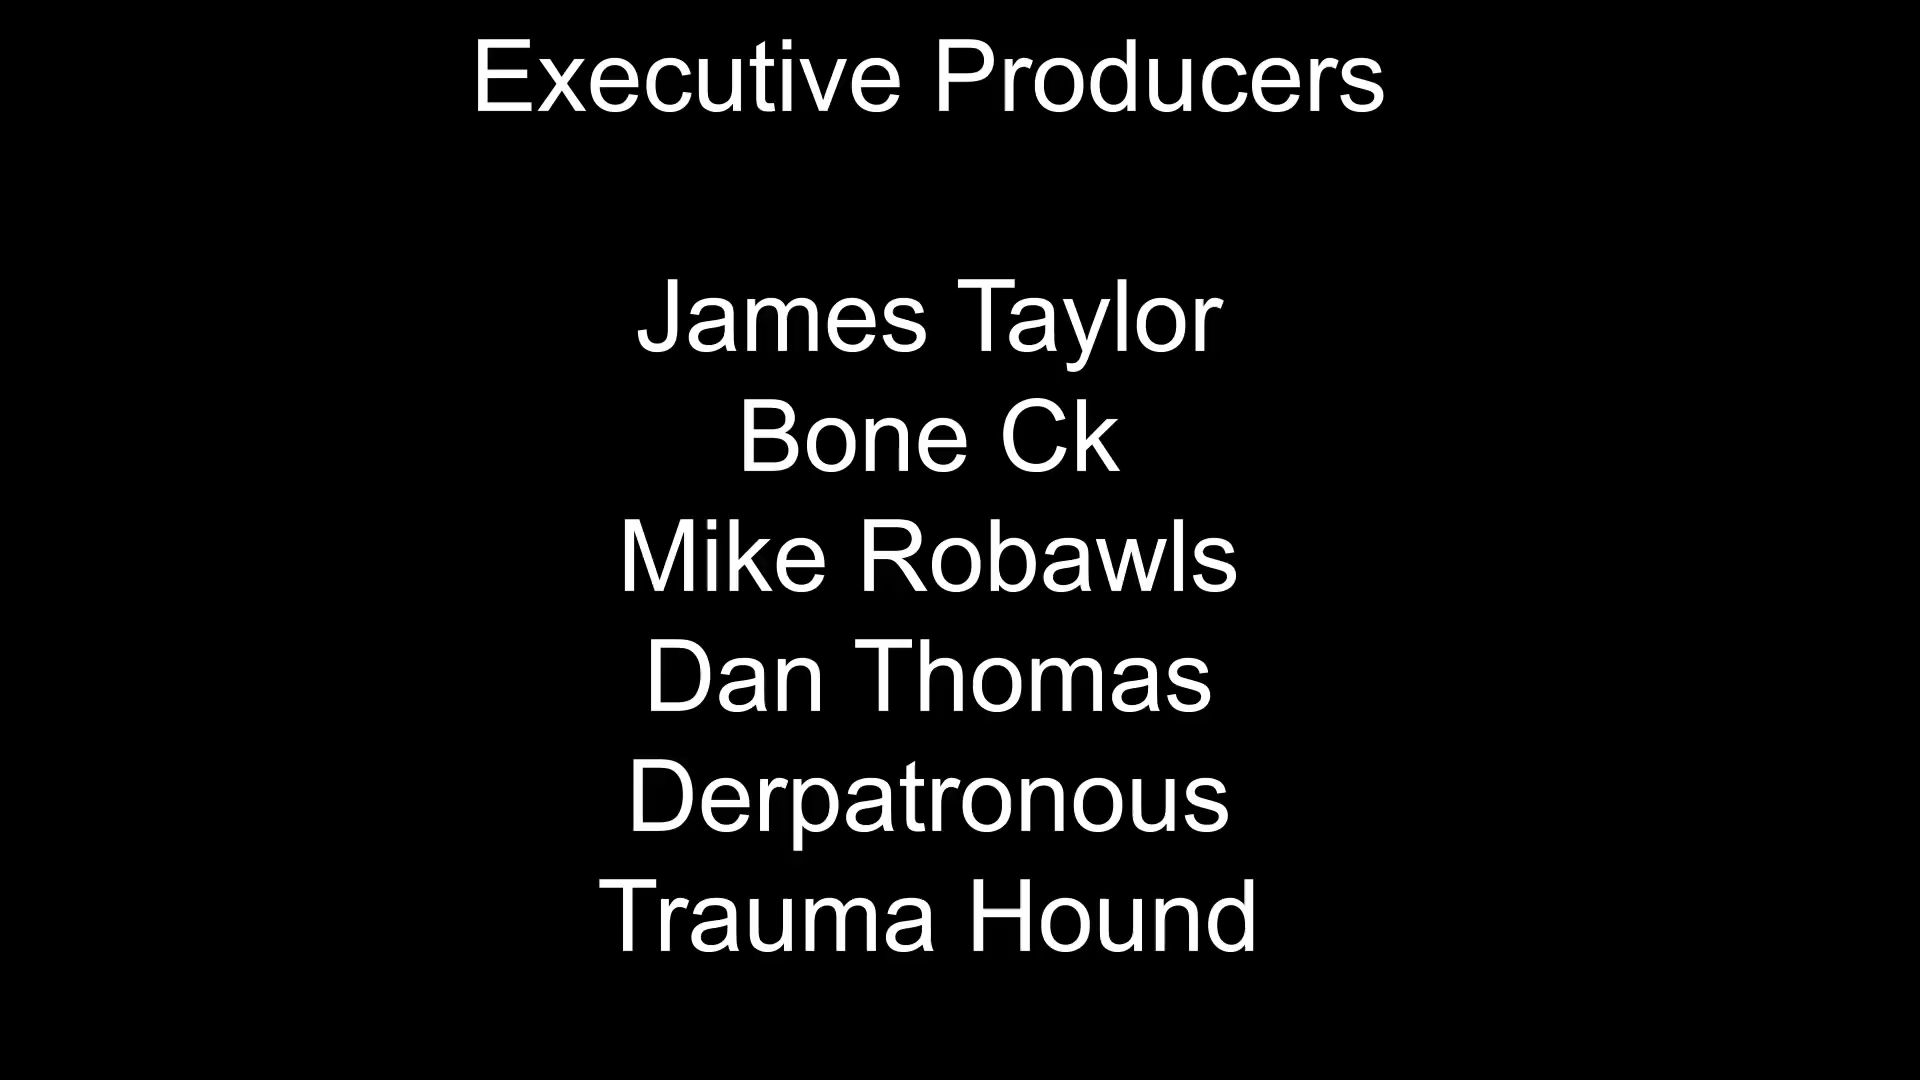 Executive Producers
James Taylor
Bone Ck
Mike Robawls
Dan Thomas
Derpatronous
Trauma Hound